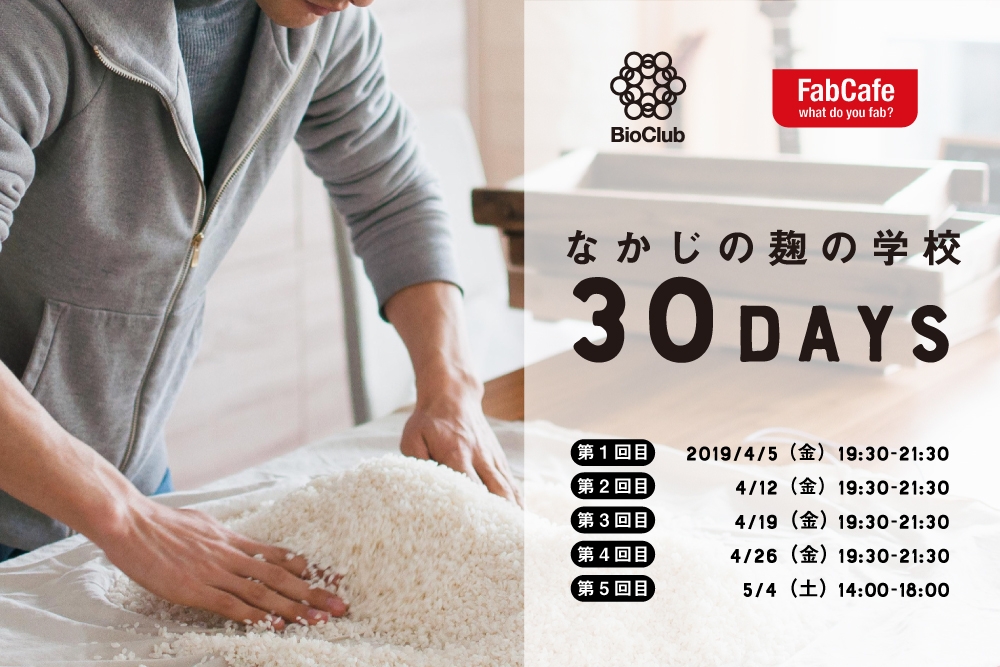 BioClub
FabCafe
what do you fab?
なかじの麹の学校
30 DAYS
第1回目 2019/4/5（金）19:30-21:30
第2回目 4/12（金）19:30-21:30
第3回目 4/19（金）19:30-21:30
第4回目 4/26（金）19:30-21:30
第5回目 5/4（土）14:00-18:00